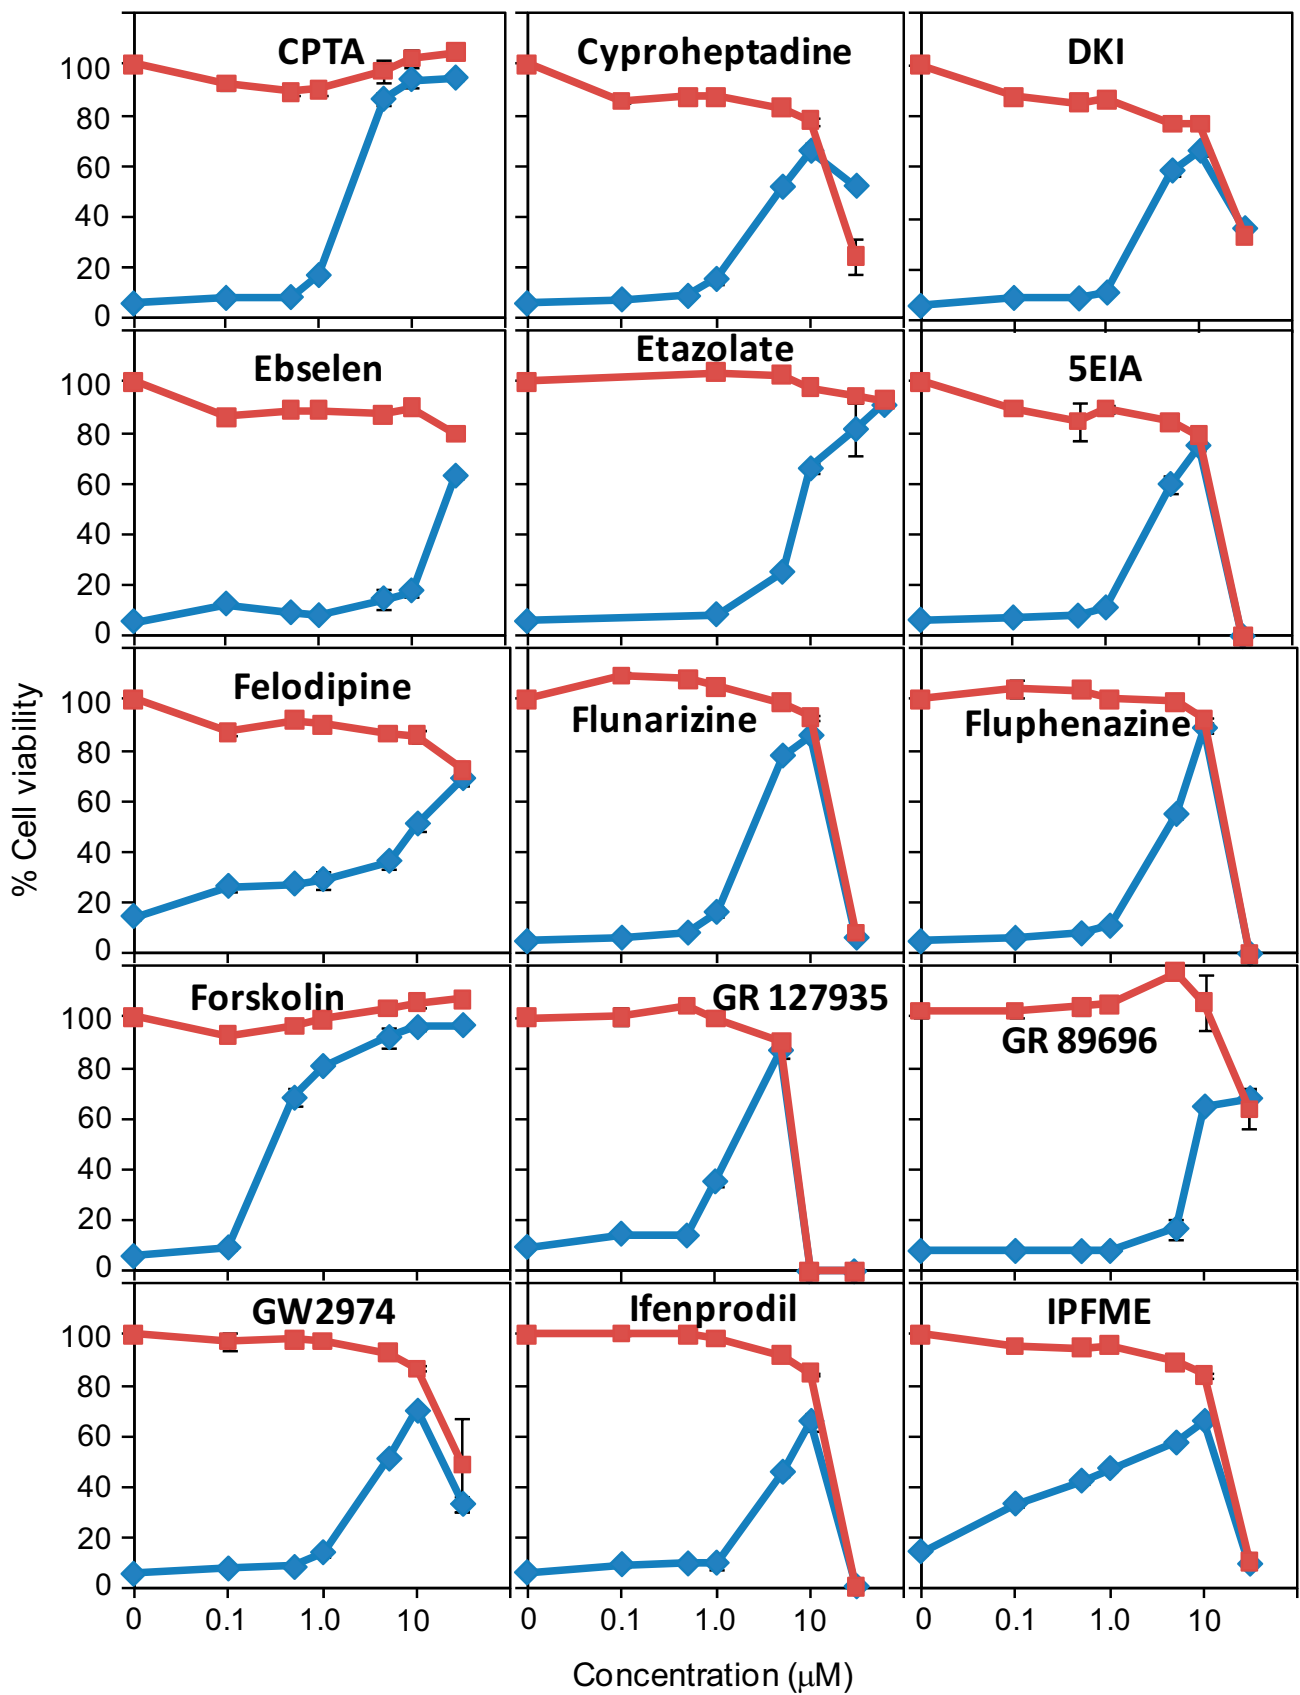 CPTA
Cyproheptadine
DKI
100
80
60
40
20
0
Ebselen
Etazolate
5EIA
100
80
60
40
20
0
Felodipine
Flunarizine
Fluphenazine
100
80
60
40
20
0
Forskolin
GR 127935
GR 89696
100
80
60
40
20
0
GW2974
Ifenprodil
IPFME
100
80
60
40
20
0
% Cell viability
0 0.1 1.0 10 0 0.1 1.0 10 0 0.1 1.0 10
Concentration (μM)